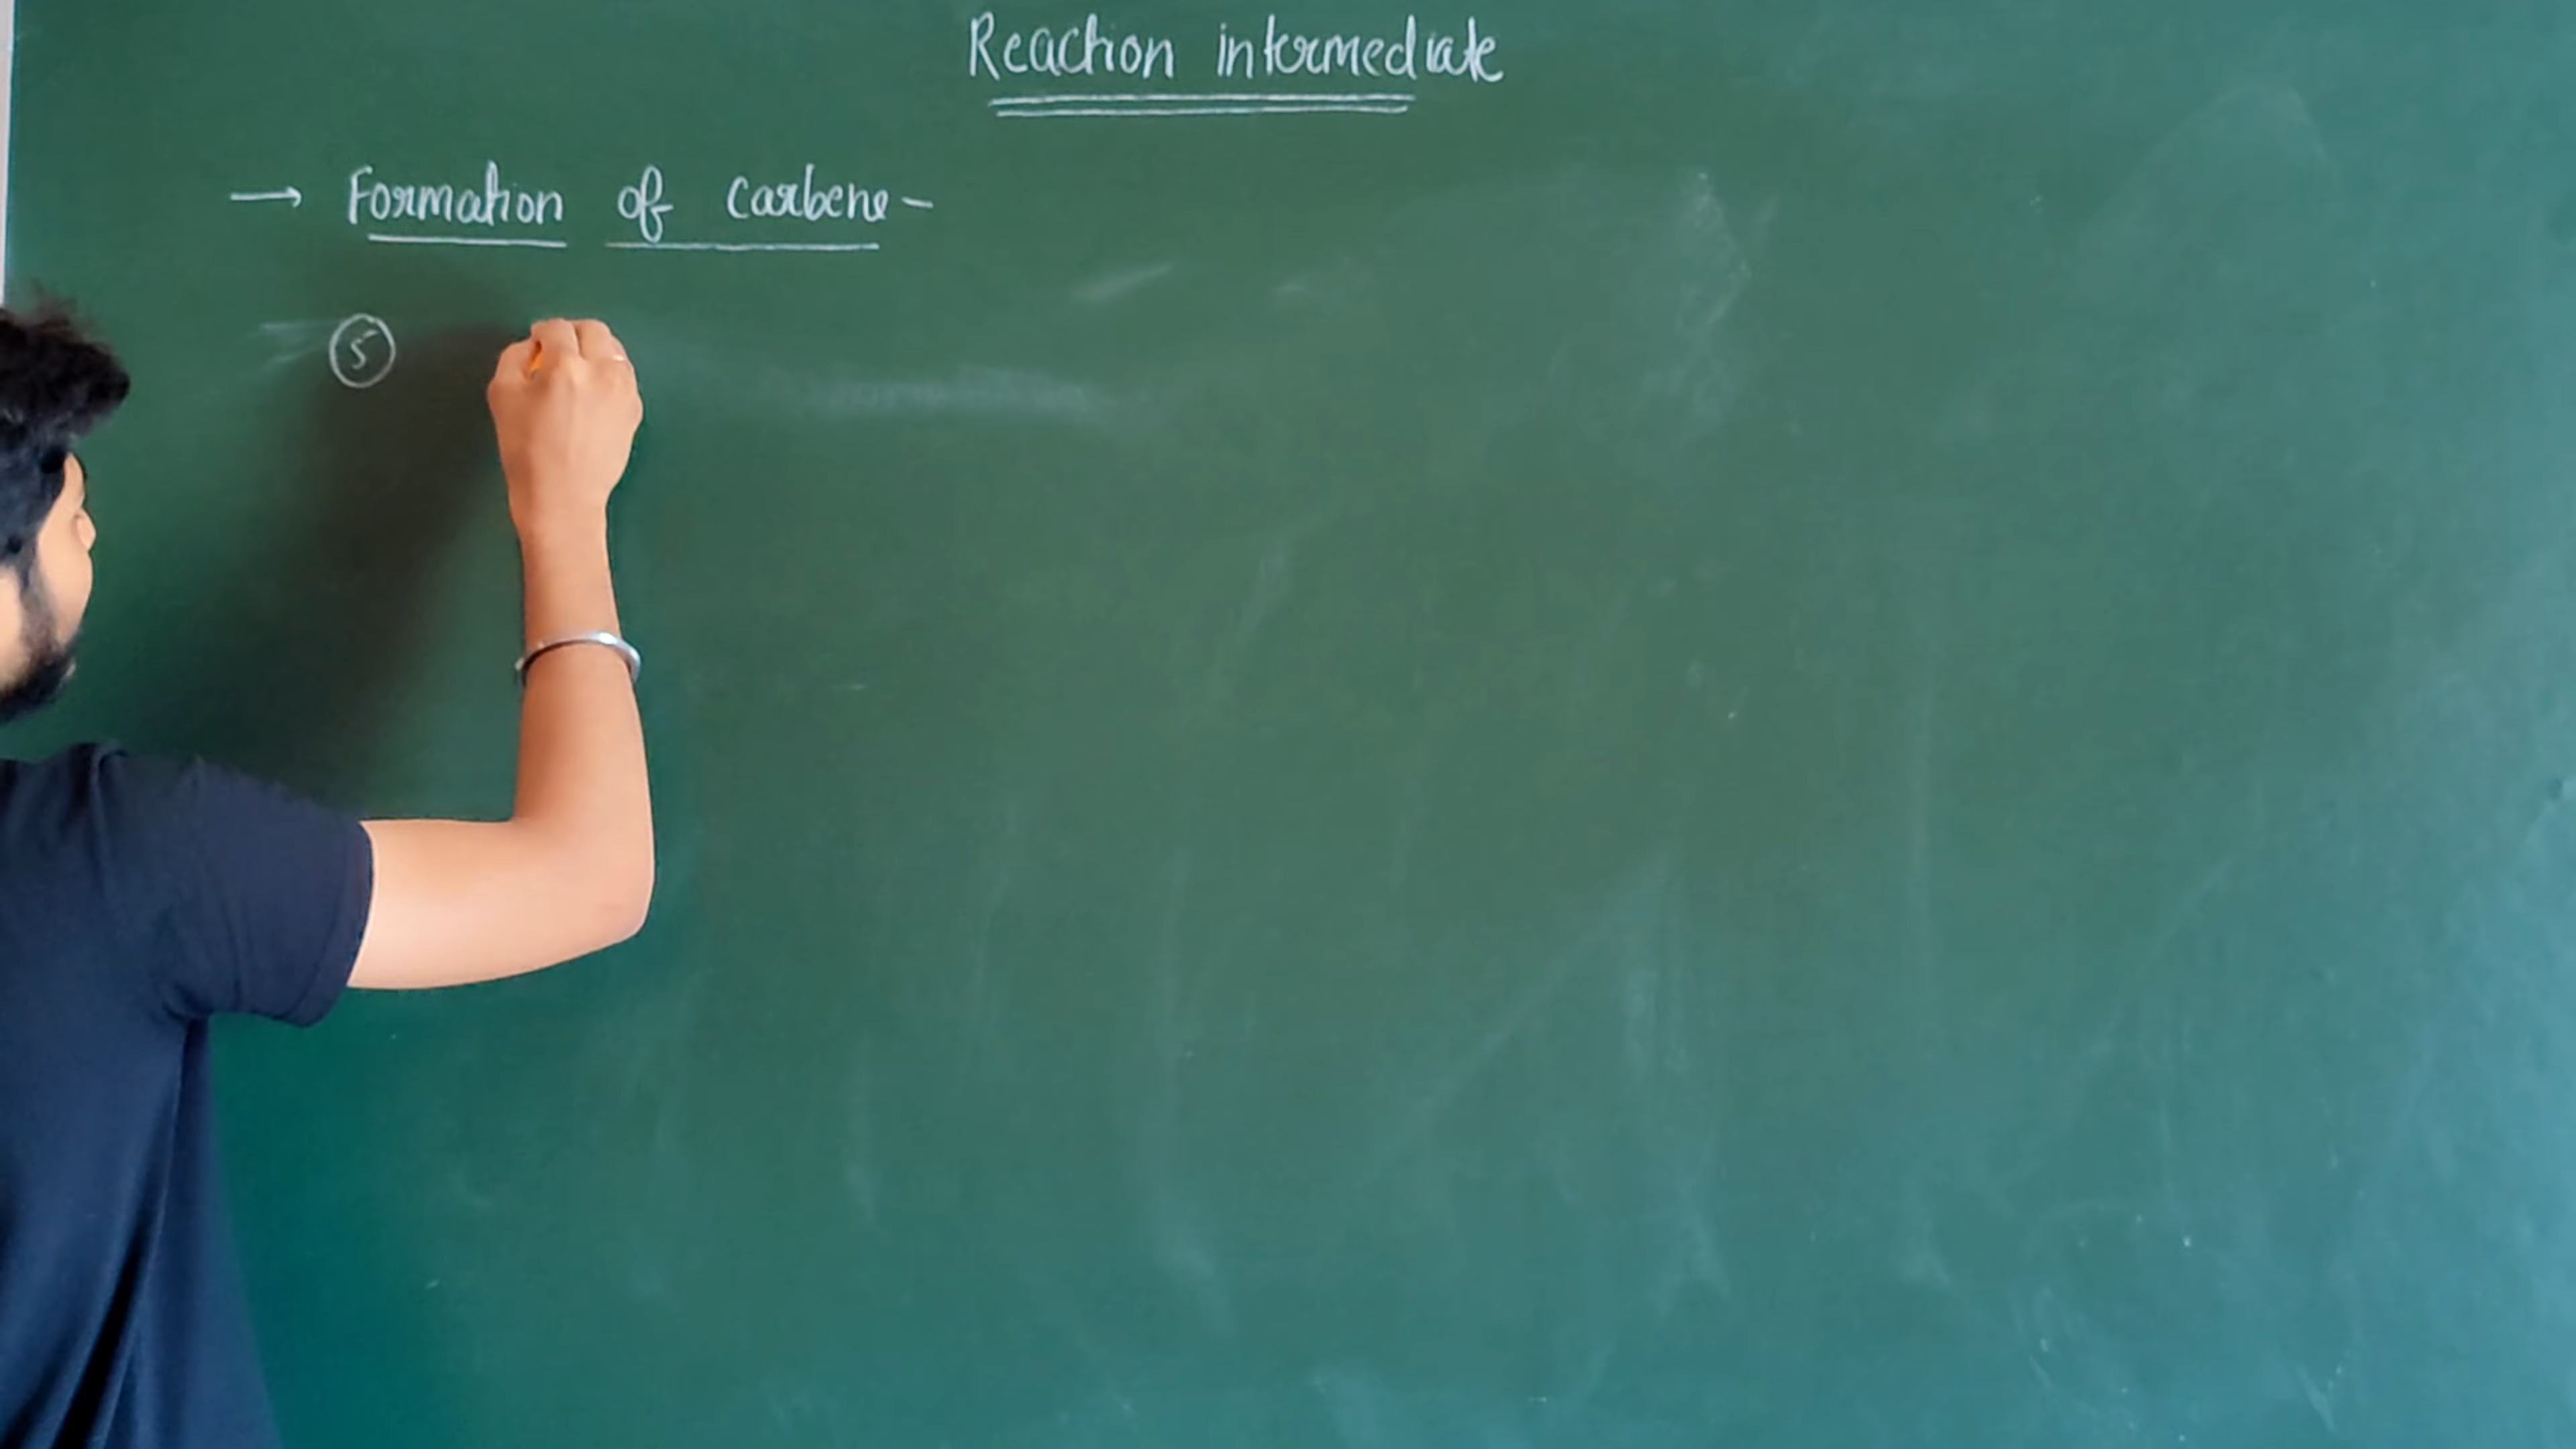 Reaction intermediate
→ Formation of carbene -
⑤